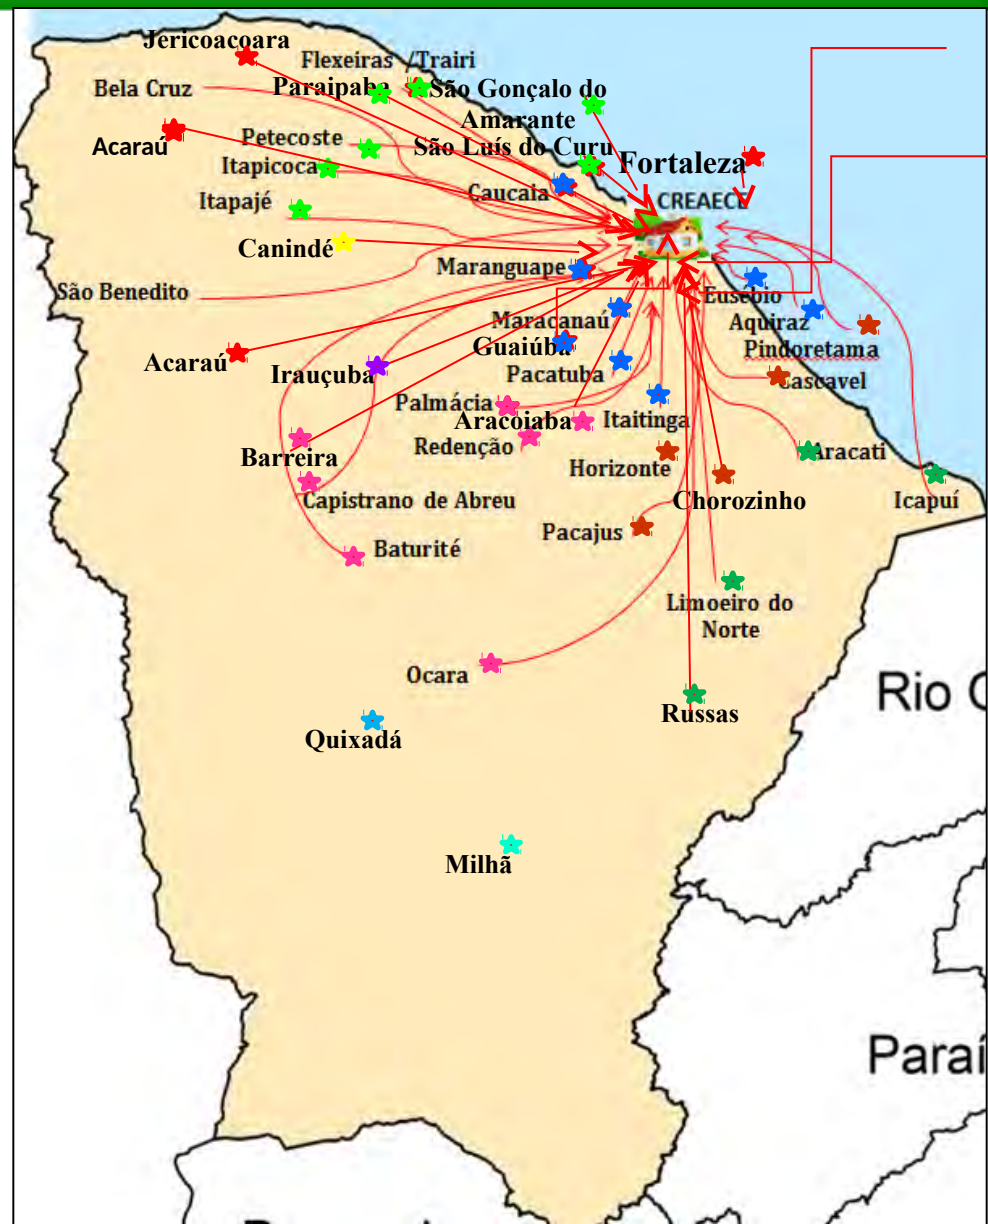 Jericoacoara
Flexeiras /Trairi
Bela Cruz
Paraipaba
São Gonçalo do
Amarante
Acaraú
Petecoste
São Luís do Curu
Itapicoca
Fortaleza
Caucaia
CREAECE
Itapajé
Canindé
Maranguape
São Benedito
Eusébio
Maracanaú
Aquiraz
Guaiúba
Pindoretama
Acaraú
Irauçuba
Pacatuba
Cascavel
Palmácia
Aracoiaba
Itaitinga
Redenção
Aracati
Barreira
Horizonte
Capistrano de Abreu
Chorozinho
Icapuí
Pacajus
Baturité
Limoeiro do
Norte
Ocara
Rio
Russas
Quixadá
Milhã
Paraí